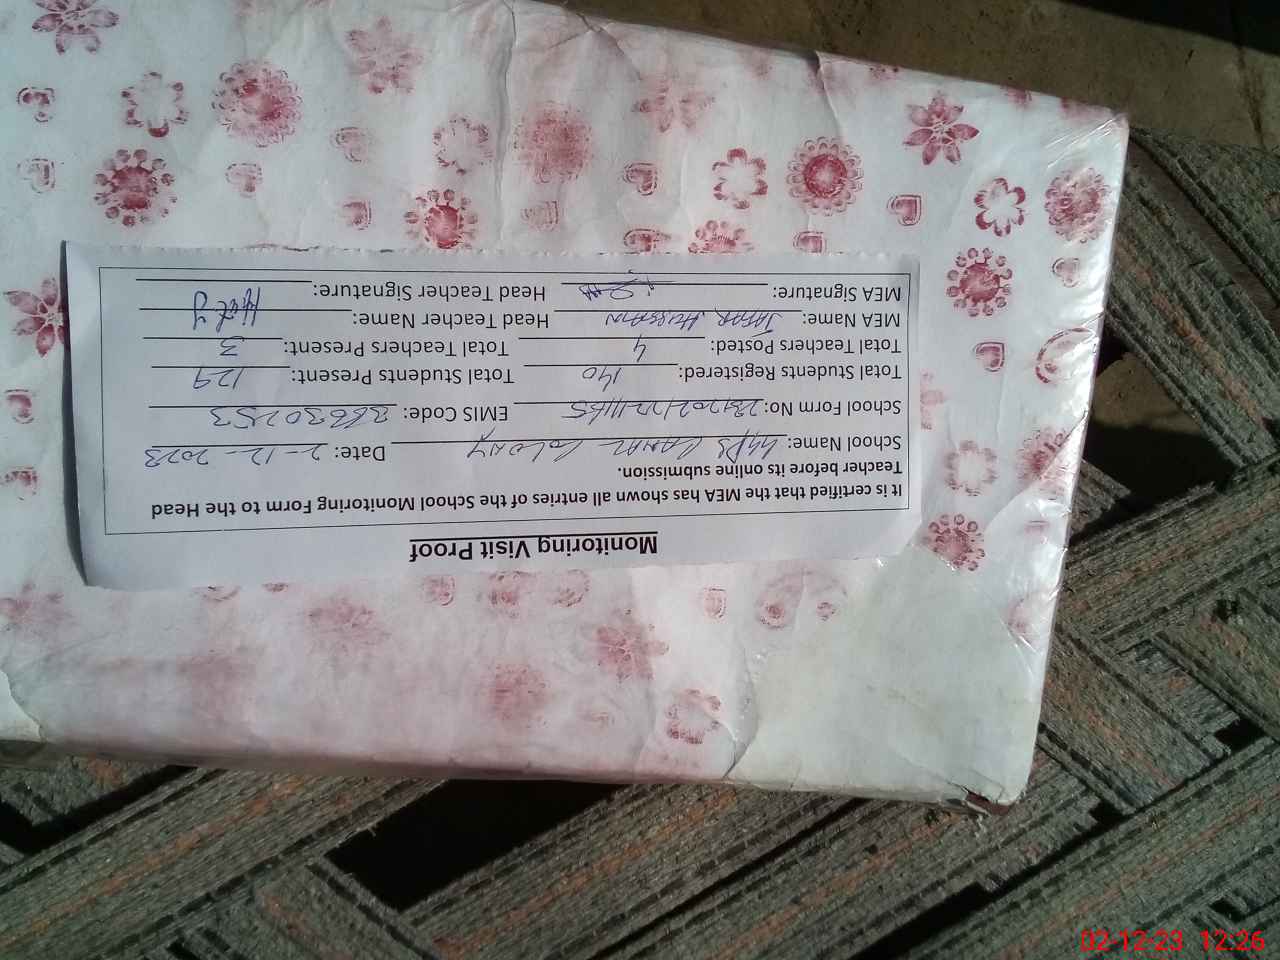 Monitoring Visit Proof
It is certified that the MEA has shown all entries of the School Monitoring Form to the Head
Teacher before its online submission.
School Name: CANAL COLONY Date: 2-12-2023
School Form No: EMIS Code: 38630253
Total Students Registered: 140 Total Students Present: 129
Total Teachers Posted: 4 Total Teachers Present: 3
MEA Name: JAFAR HUSSAIN Head Teacher Name:
MEA Signature: Head Teacher Signature:
02-12-23 12:26